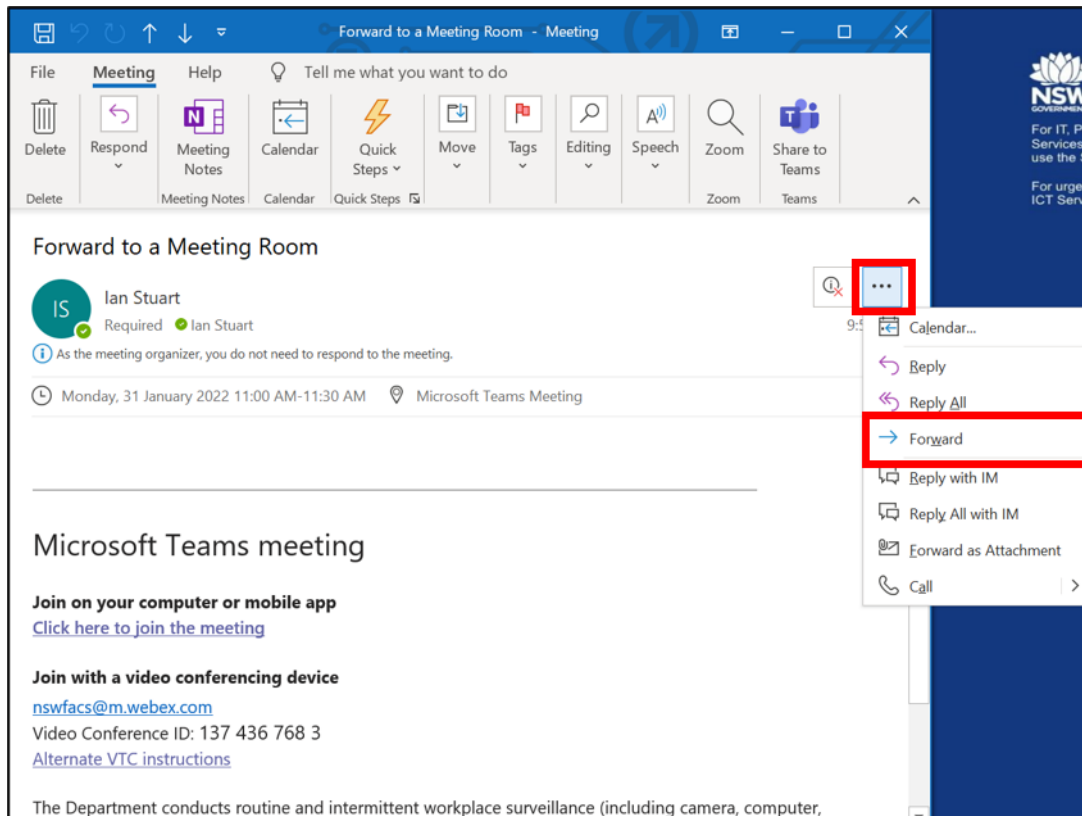 Forward to a Meeting Room - Meeting
File Meeting Help Tell me what you want to do
Delete Respond Meeting Notes Calendar Quick Steps Move Tags Editing Speech Zoom Share to Teams
Delete Meeting Notes Calendar Quick Steps Zoom Teams
NSW
GOVERNMENT
For IT, P
Services
use the S
For urge
ICT Serv
Forward to a Meeting Room
IS
Ian Stuart
Required Ian Stuart
9:5
As the meeting organizer, you do not need to respond to the meeting.
Monday, 31 January 2022 11:00 AM-11:30 AM Microsoft Teams Meeting
Calendar...
Reply
Reply All
Forward
Reply with IM
Reply All with IM
Forward as Attachment
Call
Microsoft Teams meeting
Join on your computer or mobile app
Click here to join the meeting
Join with a video conferencing device
nswfacs@m.webex.com
Video Conference ID: 137 436 768 3
Alternate VTC instructions
The Department conducts routine and intermittent workplace surveillance (including camera, computer,